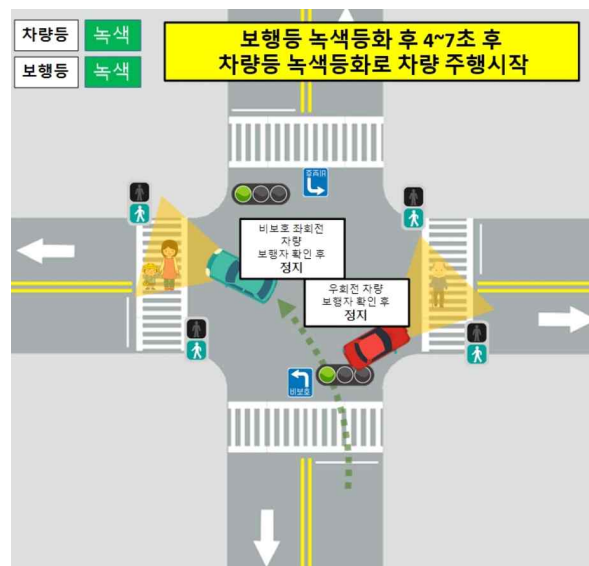 차량등 녹색
보행등 녹색
보행등 녹색등화 후 4~7초 후
차량등 녹색등화로 차량 주행시작
비보호
비보호 좌회전
차량
보행자 확인 후
정지
우회전 차량
보행자 확인 후
정지
비보호